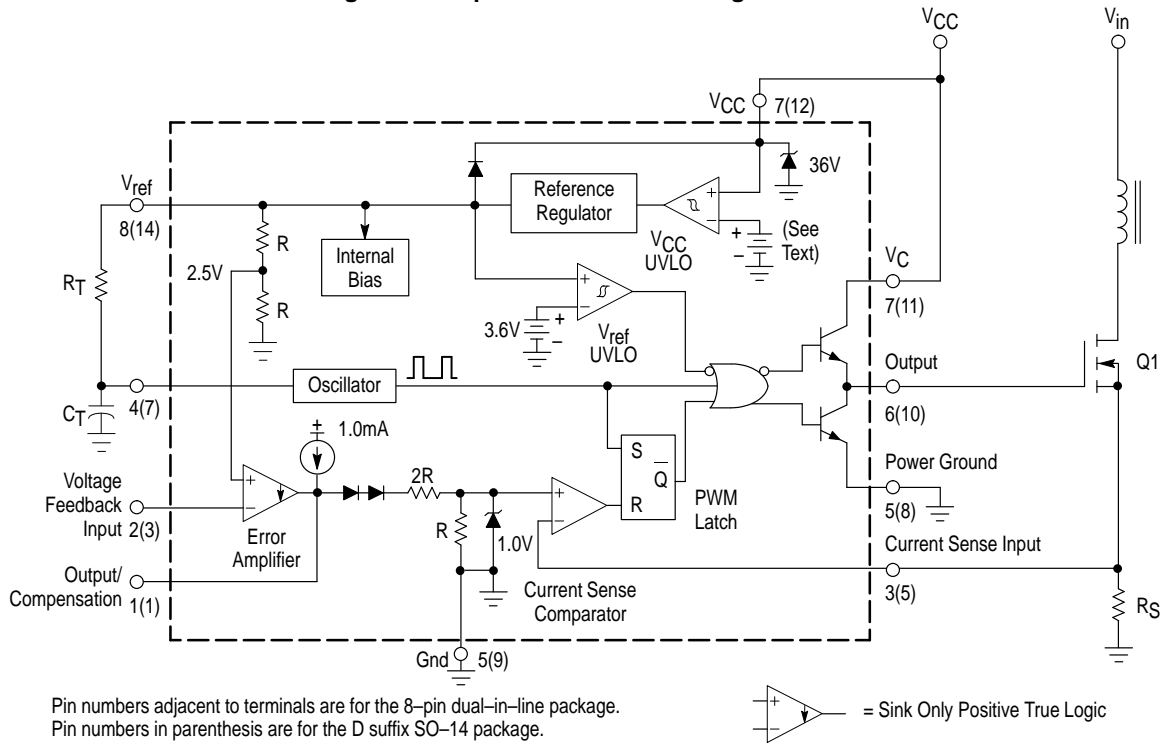 VCC
Vin
VCC
7(12)
36V
Vref
8(14)
Reference
Regulator
+
−
R
Internal
Bias
VCC
UVLO
+
−
(See
Text)
2.5V
RT
R
+
−
3.6V
+
−
Vref
UVLO
VC
7(11)
Q1
Oscillator
Output
6(10)
CT
4(7)
+
1.0mA
S
Q
R
PWM
Latch
Power Ground
5(8)
Voltage
Feedback
Input 2(3)
+
−
Error
Amplifier
2R
R
1.0V
+
−
Current Sense
Comparator
Current Sense Input
3(5)
Output/
Compensation
1(1)
RS
Gnd
5(9)
Pin numbers adjacent to terminals are for the 8–pin dual–in–line package.
Pin numbers in parenthesis are for the D suffix SO–14 package.
+
−
= Sink Only Positive True Logic